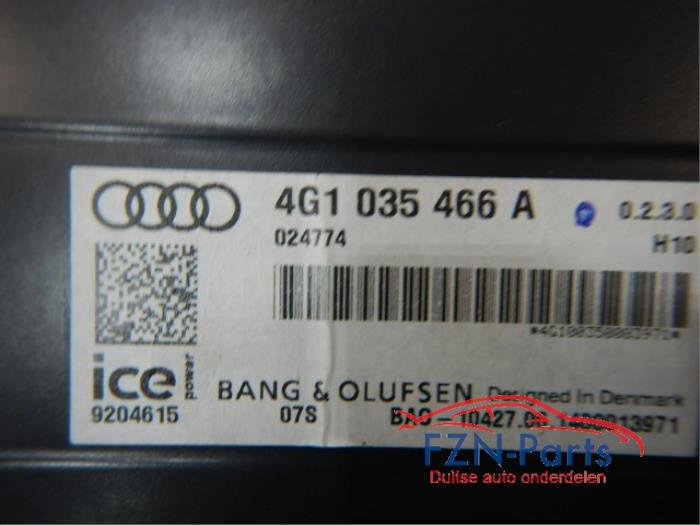 4G1 035 466 A 0.2.3.0
024774 H10
ice power
9204615
BANG & OLUFSEN Designed In Denmark
07S
FZN-Parts
Duitse auto onderdelen